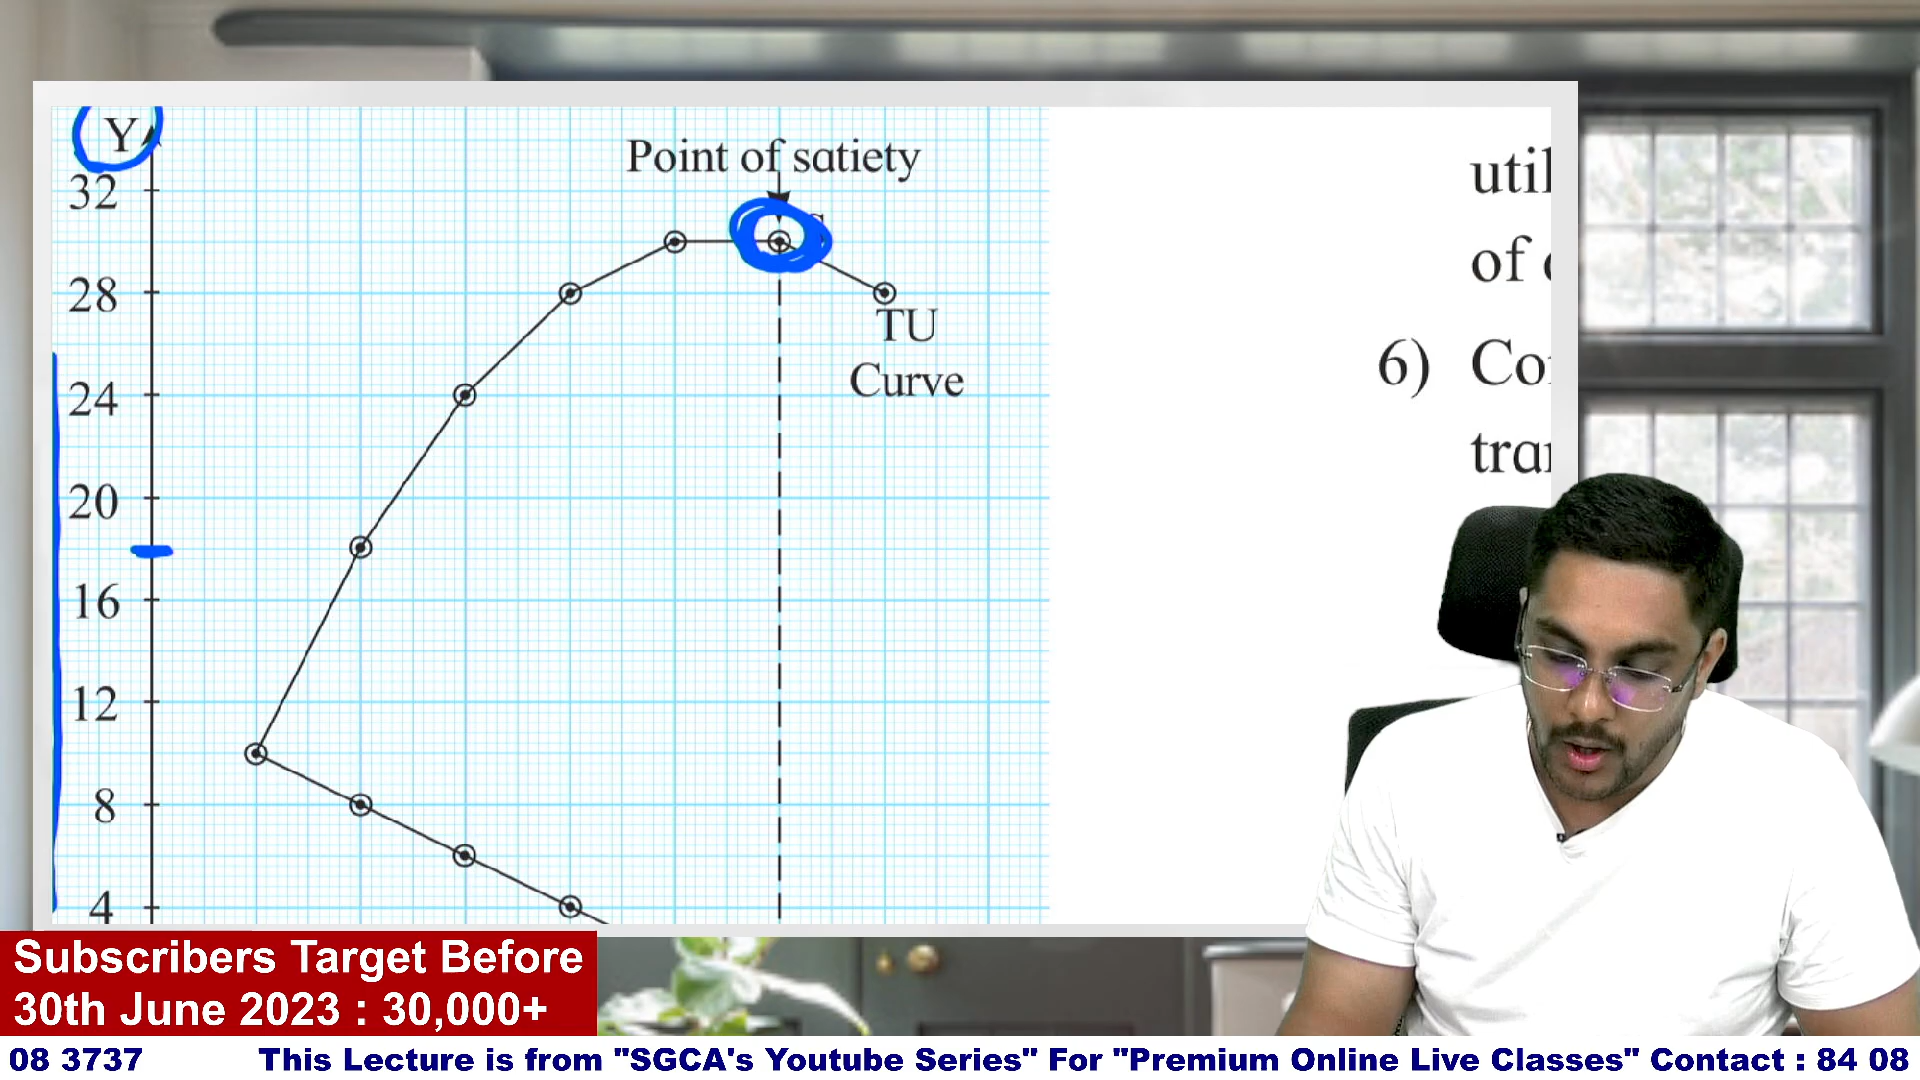 Y
Point of satiety
32
28
24
20
16
12
8
4
TU
Curve
util
of
6) Co
tra
Subscribers Target Before
30th June 2023 : 30,000+
08 3737 This Lecture is from "SGCA's Youtube Series" For "Premium Online Live Classes" Contact : 84 08